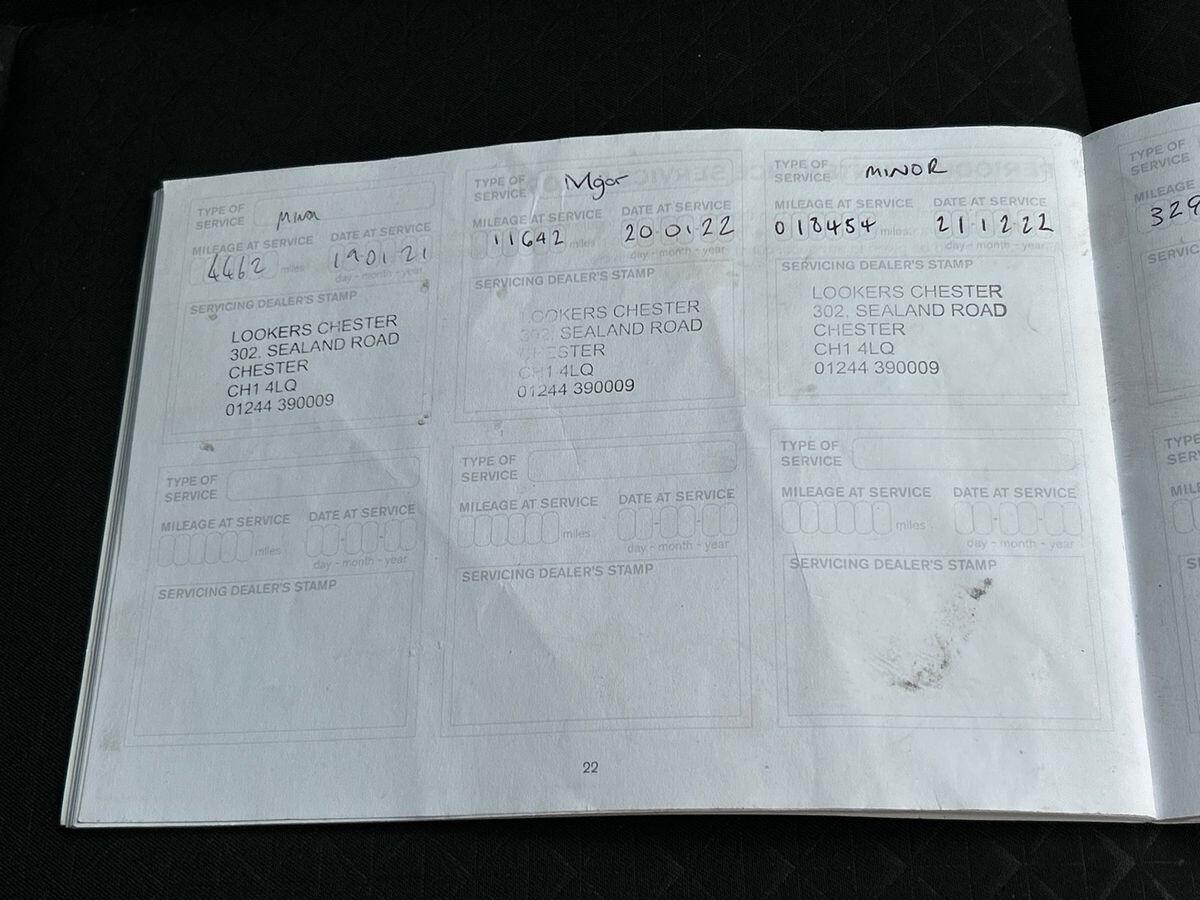 TYPE OF
SERVICE
Minor
MILEAGE AT SERVICE
DATE AT SERVICE
4462 miles
19-01-21
day - month - year
SERVICING DEALER'S STAMP
LOOKERS CHESTER
302, SEALAND ROAD
CHESTER
CH1 4LQ
01244 390009
TYPE OF
SERVICE
Major
MILEAGE AT SERVICE
DATE AT SERVICE
11642 miles
20-01-22
day - month - year
SERVICING DEALER'S STAMP
LOOKERS CHESTER
302, SEALAND ROAD
CHESTER
CH1 4LQ
01244 390009
TYPE OF
SERVICE
MINOR
MILEAGE AT SERVICE
DATE AT SERVICE
018454 miles
21-12-22
day - month - year
SERVICING DEALER'S STAMP
LOOKERS CHESTER
302, SEALAND ROAD
CHESTER
CH1 4LQ
01244 390009
TYPE OF
SERVICE
MILEAGE
329
TYPE OF
SERVICE
MILEAGE AT SERVICE
DATE AT SERVICE
miles
day - month - year
SERVICING DEALER'S STAMP
TYPE OF
SERVICE
MILEAGE AT SERVICE
DATE AT SERVICE
miles
day - month - year
SERVICING DEALER'S STAMP
TYPE OF
SERVICE
MILEAGE AT SERVICE
DATE AT SERVICE
miles
day - month - year
SERVICING DEALER'S STAMP
22